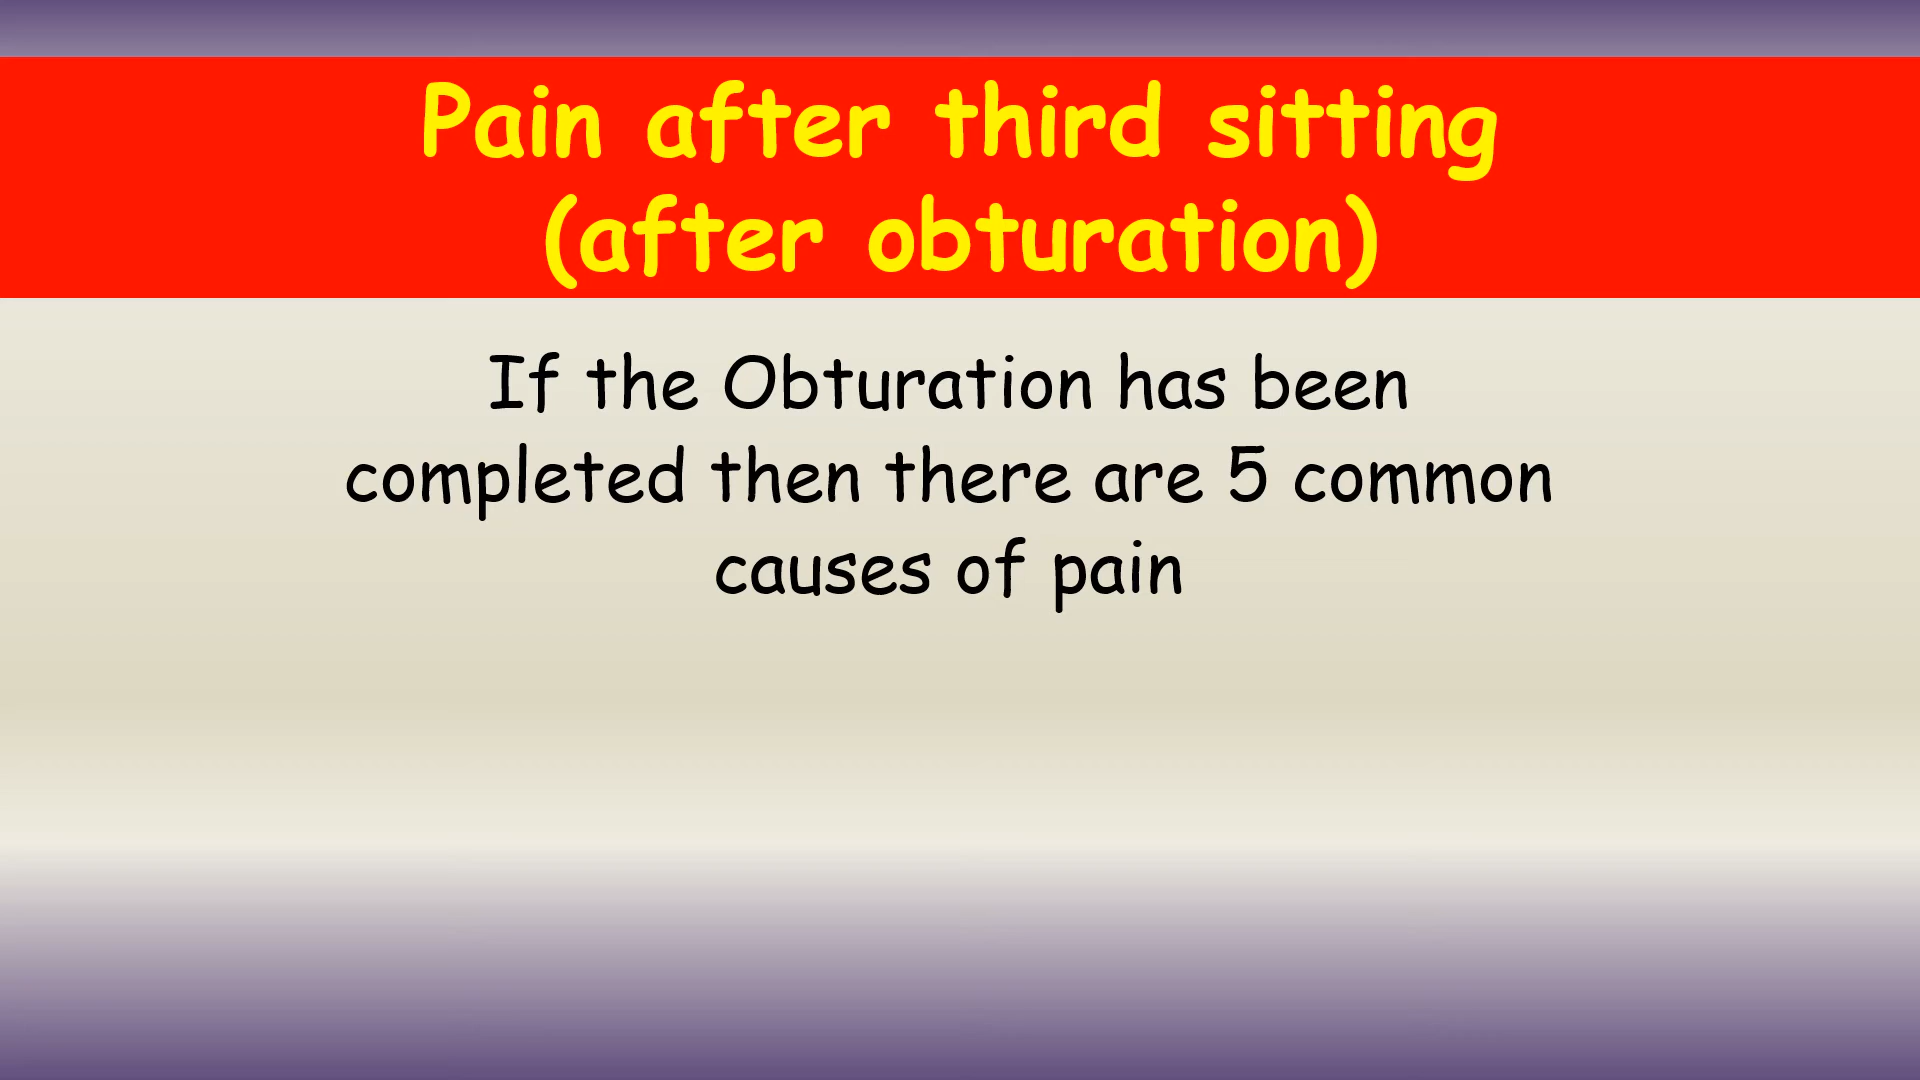 Pain after third sitting
(after obturation)
If the Obturation has been
completed then there are 5 common
causes of pain